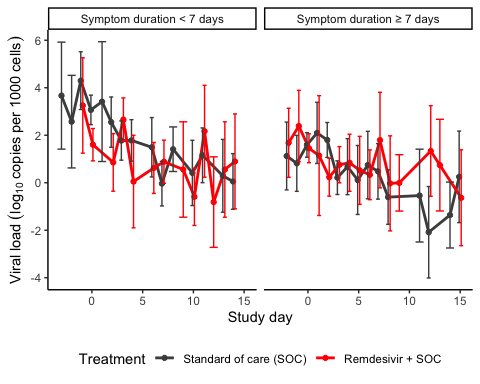 Symptom duration < 7 days
Symptom duration ≥ 7 days
Viral load (log10 copies per 1000 cells)
6
4
2
0
-2
-4
0 5 10 15
0 5 10 15
Study day
Treatment Standard of care (SOC) Remdesivir + SOC